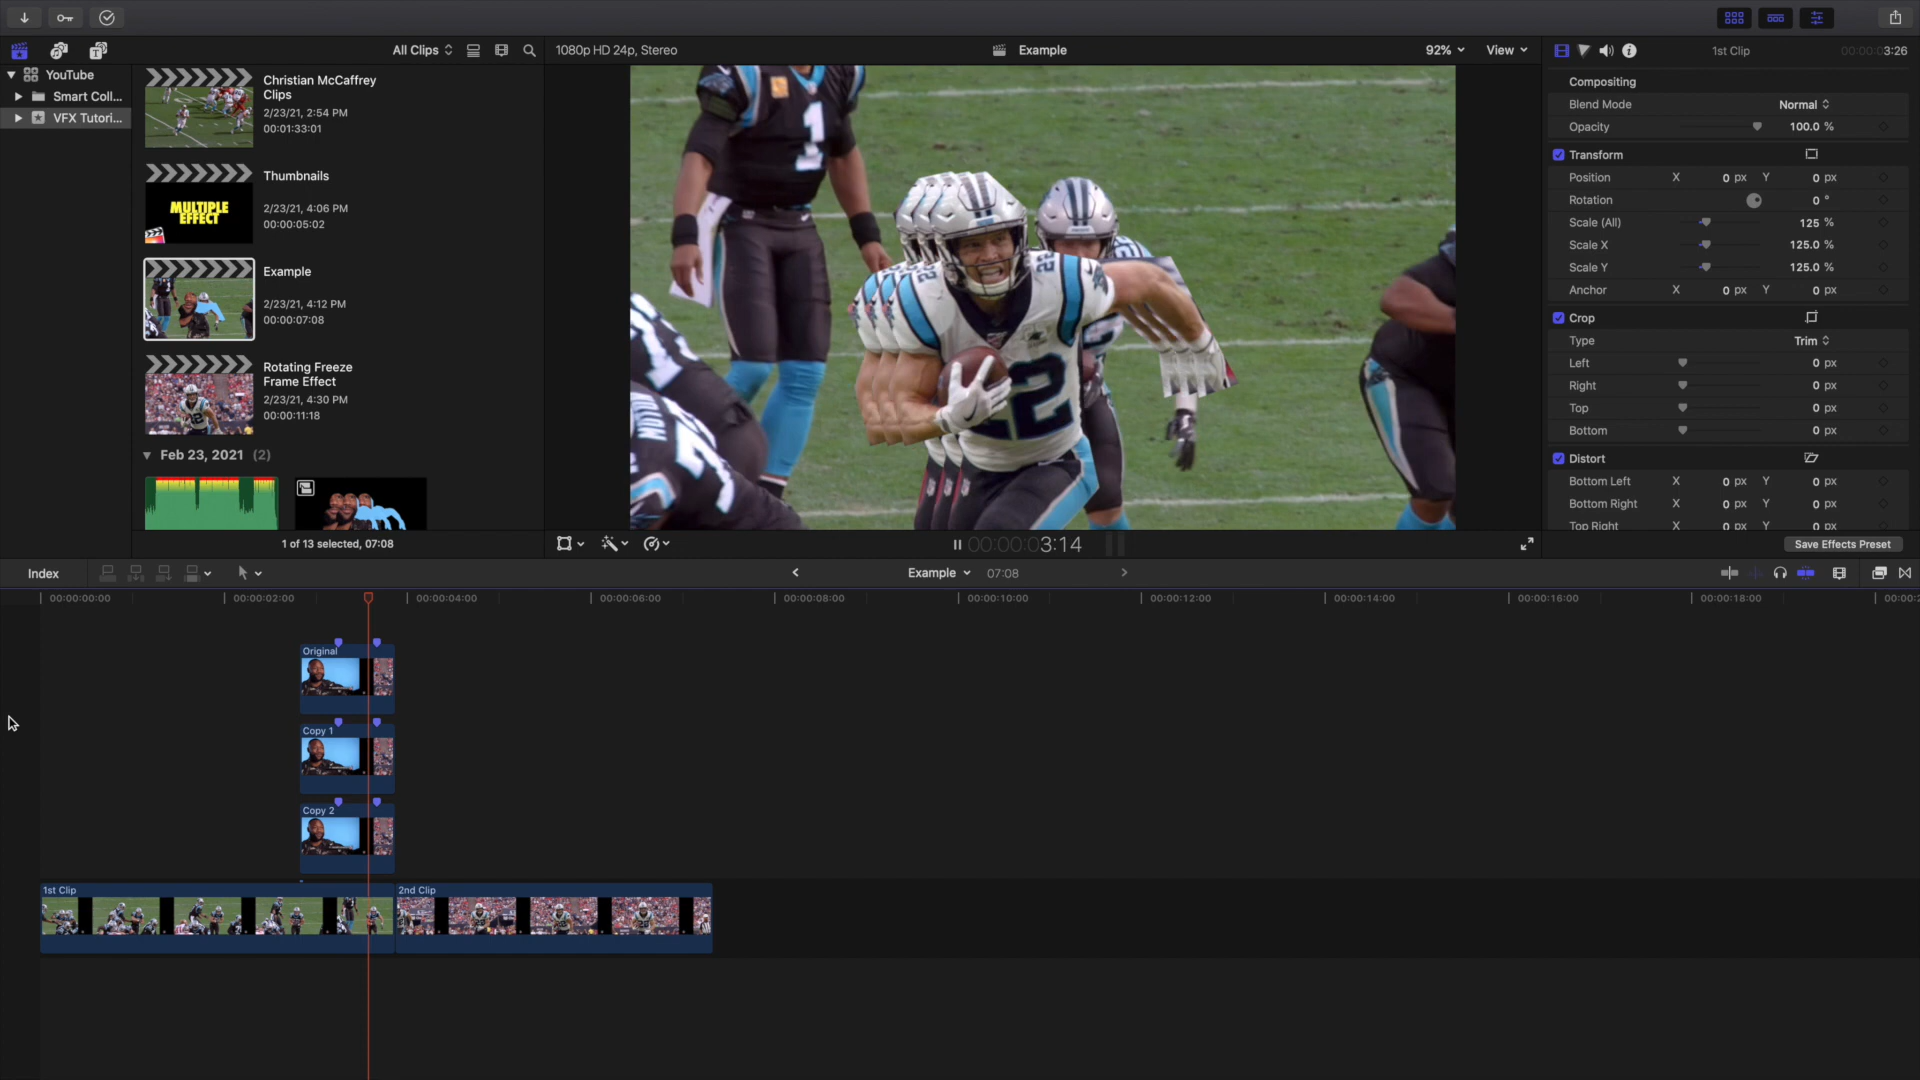 All Clips
1080p HD 24p, Stereo
Example
92%
View
1st Clip
00:00:03:26
YouTube
Smart Coll...
VFX Tutori...
Christian McCaffrey
Clips
2/23/21, 2:54 PM
00:01:33:01
Thumbnails
MULTIPLE
EFFECT
2/23/21, 4:06 PM
00:00:05:02
Example
2/23/21, 4:12 PM
00:00:07:08
Rotating Freeze
Frame Effect
2/23/21, 4:30 PM
00:00:11:18
Feb 23, 2021 (2)
1 of 13 selected, 07:08
1
22
22
Compositing
Blend Mode Normal
Opacity 100.0 %
Transform
Position X 0 px Y 0 px
Rotation 0 °
Scale (All) 125 %
Scale X 125.0 %
Scale Y 125.0 %
Anchor X 0 px Y 0 px
Crop
Type Trim
Left 0 px
Right 0 px
Top 0 px
Bottom 0 px
Distort
Bottom Left X 0 px Y 0 px
Bottom Right X 0 px Y 0 px
Top Right X 0 px Y 0 px
Save Effects Preset
00:00:03:14
Index
Example 07:08
00:00:00:00 00:00:02:00 00:00:04:00 00:00:06:00 00:00:08:00 00:00:10:00 00:00:12:00 00:00:14:00 00:00:16:00 00:00:18:00
Original
Copy 1
Copy 2
1st Clip
2nd Clip